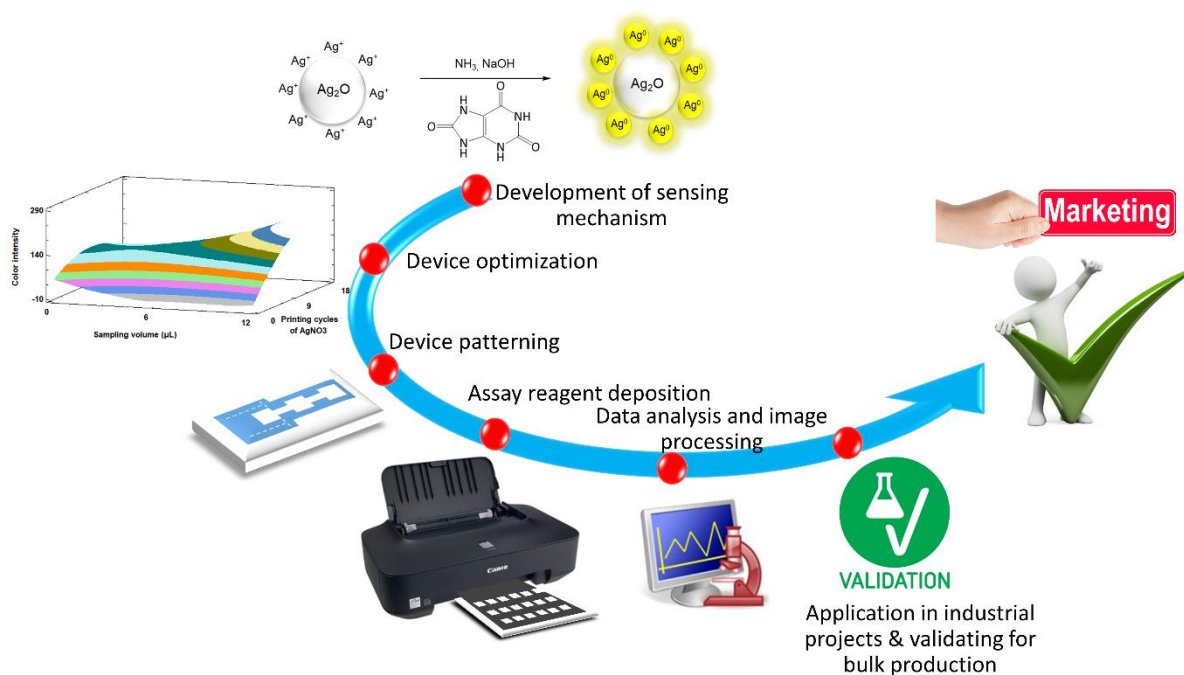 Ag⁺
Ag⁺
Ag⁺
Ag⁺
Ag⁺
Ag⁺
Ag⁺
Ag⁺
Ag₂O
NH₃, NaOH
O
H
N
N
H
O
NH
N
H
O
Ag⁰
Ag⁰
Ag⁰
Ag⁰
Ag⁰
Ag⁰
Ag⁰
Ag⁰
Ag₂O
Development of sensing
mechanism
Color intensity
290
140
-10
0
6
12
Sampling volume (µL)
0
9
18
Printing cycles
of AgNO3
Device optimization
Device patterning
Assay reagent deposition
Data analysis and image
processing
Canon
VALIDATION
Application in industrial
projects & validating for
bulk production
Marketing